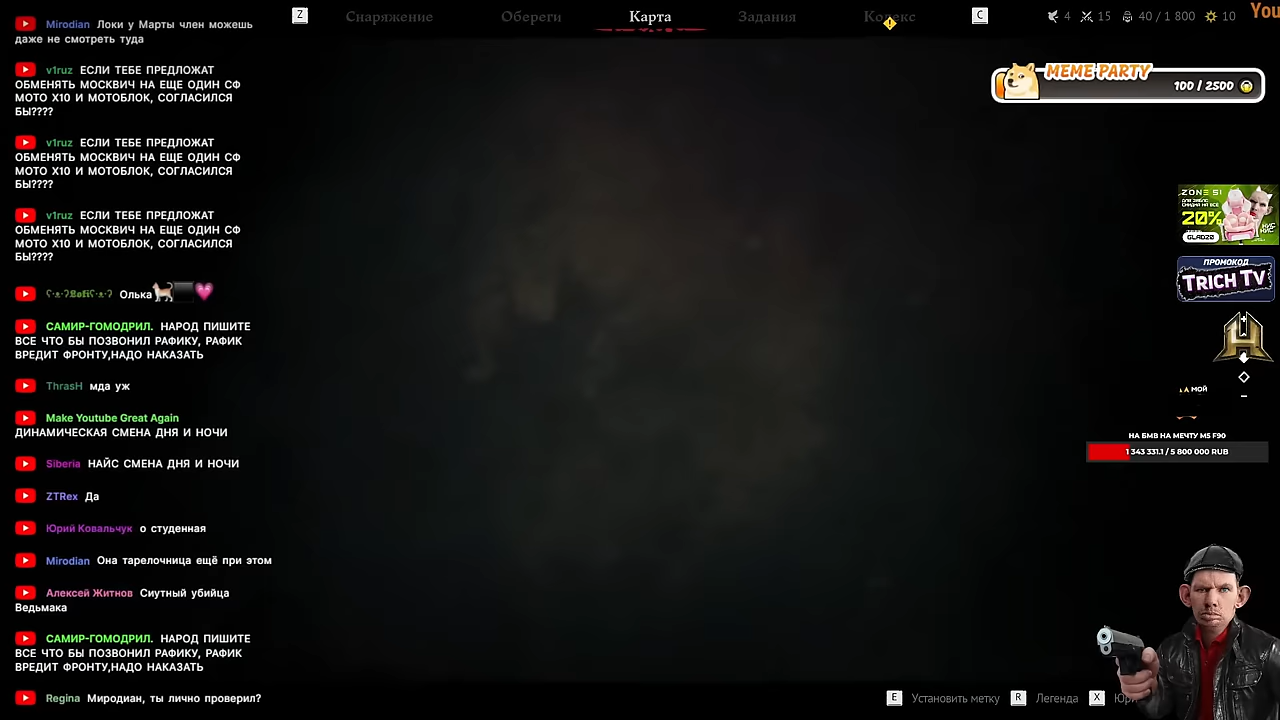 Mirodian Локи у Марты член можешь
даже не смотреть туда
v1ruz ЕСЛИ ТЕБЕ ПРЕДЛОЖАТ
ОБМЕНЯТЬ МОСКВИЧ НА ЕЩЕ ОДИН СФ
МОТО Х10 И МОТОБЛОК, СОГЛАСИЛСЯ
БЫ????
v1ruz ЕСЛИ ТЕБЕ ПРЕДЛОЖАТ
ОБМЕНЯТЬ МОСКВИЧ НА ЕЩЕ ОДИН СФ
МОТО Х10 И МОТОБЛОК, СОГЛАСИЛСЯ
БЫ????
v1ruz ЕСЛИ ТЕБЕ ПРЕДЛОЖАТ
ОБМЕНЯТЬ МОСКВИЧ НА ЕЩЕ ОДИН СФ
МОТО Х10 И МОТОБЛОК, СОГЛАСИЛСЯ
БЫ????
Олька
САМИР-ГОМОДРИЛ. НАРОД ПИШИТЕ
ВСЕ ЧТО БЫ ПОЗВОНИЛ РАФИКУ, РАФИК
ВРЕДИТ ФРОНТУ,НАДО НАКАЗАТЬ
ThrasH мда уж
Make Youtube Great Again
ДИНАМИЧЕСКАЯ СМЕНА ДНЯ И НОЧИ
Siberia НАЙС СМЕНА ДНЯ И НОЧИ
ZTRex Да
Юрий Ковальчук о студенная
Mirodian Она тарелочница ещё при этом
Алексей Житнов Сиутный убийца
Ведьмака
САМИР-ГОМОДРИЛ. НАРОД ПИШИТЕ
ВСЕ ЧТО БЫ ПОЗВОНИЛ РАФИКУ, РАФИК
ВРЕДИТ ФРОНТУ,НАДО НАКАЗАТЬ
Regina Миродиан, ты лично проверил?
Z Снаряжение Обереги Карта Задания Кодекс C
4 15 40 / 1 800 10
You
MEME PARTY
100 / 2500
ZONE 51
20%
GLAD20
ПРОМОКОД
TRICH TV
МОЙ
НА БМВ НА МЕЧТУ M5 F90
1 343 331.1 / 5 800 000 RUB
E Установить метку R Легенда X